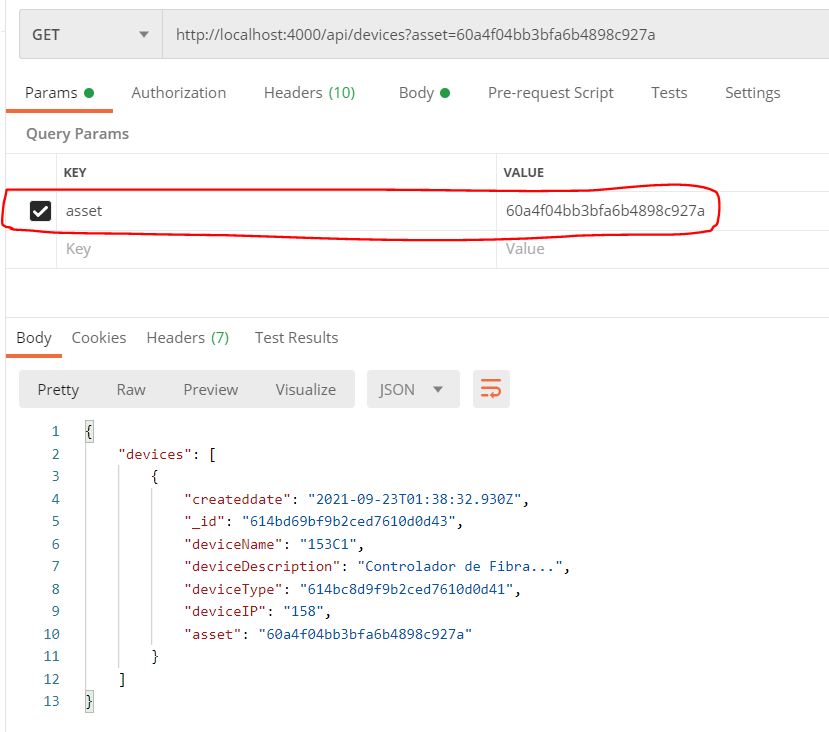 GET http://localhost:4000/api/devices?asset=60a4f04bb3bfa6b4898c927a
Params Authorization Headers (10) Body Pre-request Script Tests Settings
Query Params
KEY VALUE
asset 60a4f04bb3bfa6b4898c927a
Key Value
Body Cookies Headers (7) Test Results
Pretty Raw Preview Visualize JSON
1 {
2 "devices": [
3 {
4 "createddate": "2021-09-23T01:38:32.930Z",
5 "_id": "614bd69bf9b2ced7610d0d43",
6 "deviceName": "153C1",
7 "deviceDescription": "Controlador de Fibra...",
8 "deviceType": "614bc8d9f9b2ced7610d0d41",
9 "deviceIP": "158",
10 "asset": "60a4f04bb3bfa6b4898c927a"
11 }
12 ]
13 }